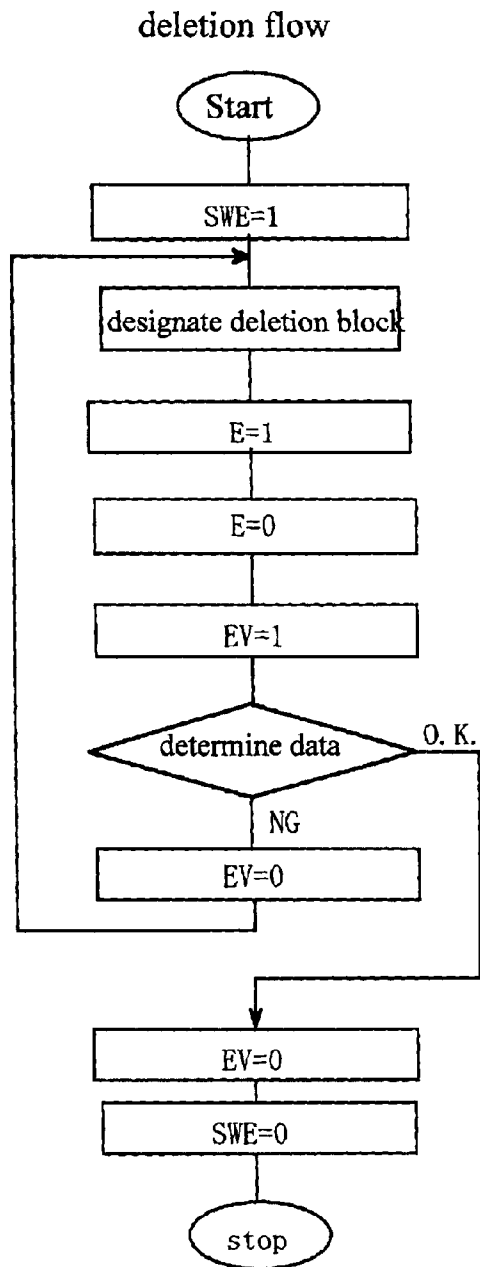 deletion flow
Start
SWE=1
designate deletion block
E=1
E=0
EV=1
determine data
O. K.
NG
EV=0
EV=0
SWE=0
stop